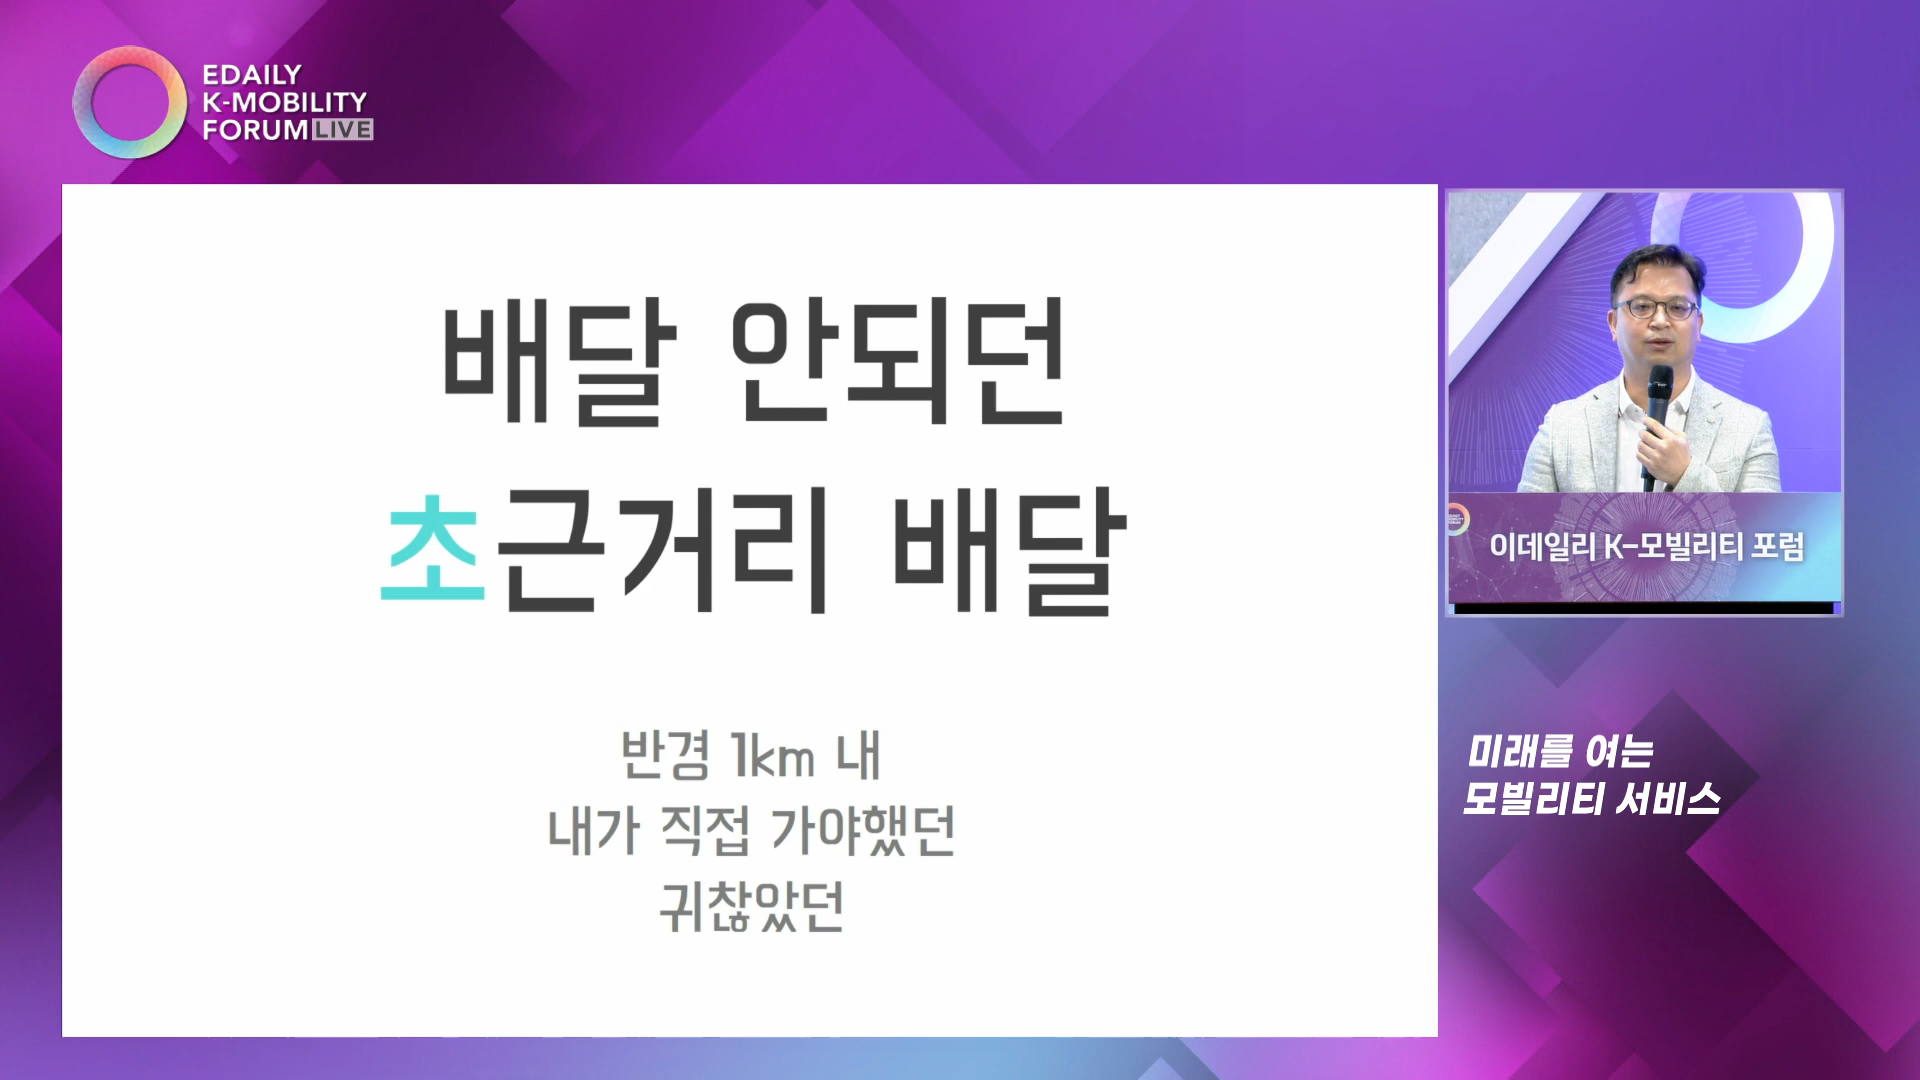 EDAILY
K-MOBILITY
FORUM LIVE
배달 안되던
초근거리 배달
반경 1km 내
내가 직접 가야했던
귀찮았던
이데일리 K-모빌리티 포럼
미래를 여는
모빌리티 서비스